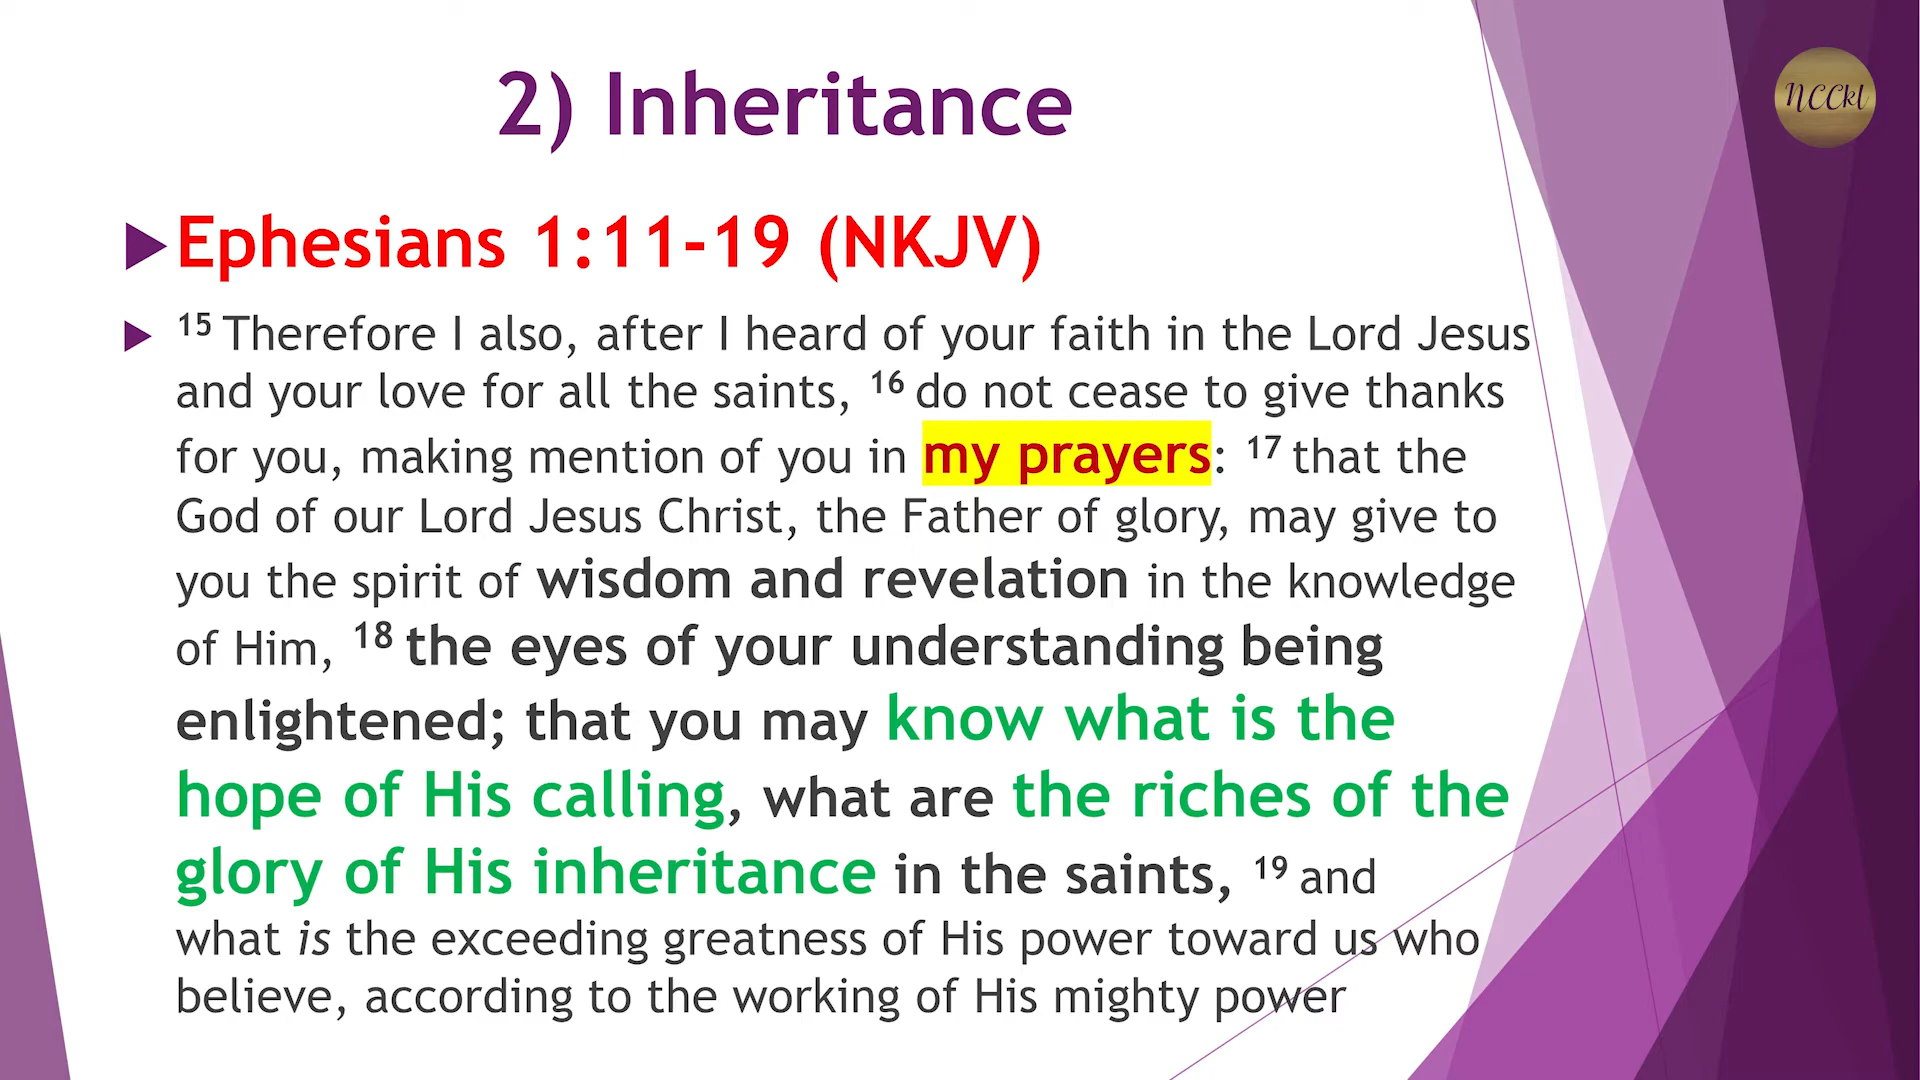 2) Inheritance
NCCkl
Ephesians 1:11-19 (NKJV)
15 Therefore I also, after I heard of your faith in the Lord Jesus
and your love for all the saints, 16 do not cease to give thanks
for you, making mention of you in my prayers: 17 that the
God of our Lord Jesus Christ, the Father of glory, may give to
you the spirit of wisdom and revelation in the knowledge
of Him, 18 the eyes of your understanding being
enlightened; that you may know what is the
hope of His calling, what are the riches of the
glory of His inheritance in the saints, 19 and
what is the exceeding greatness of His power toward us who
believe, according to the working of His mighty power